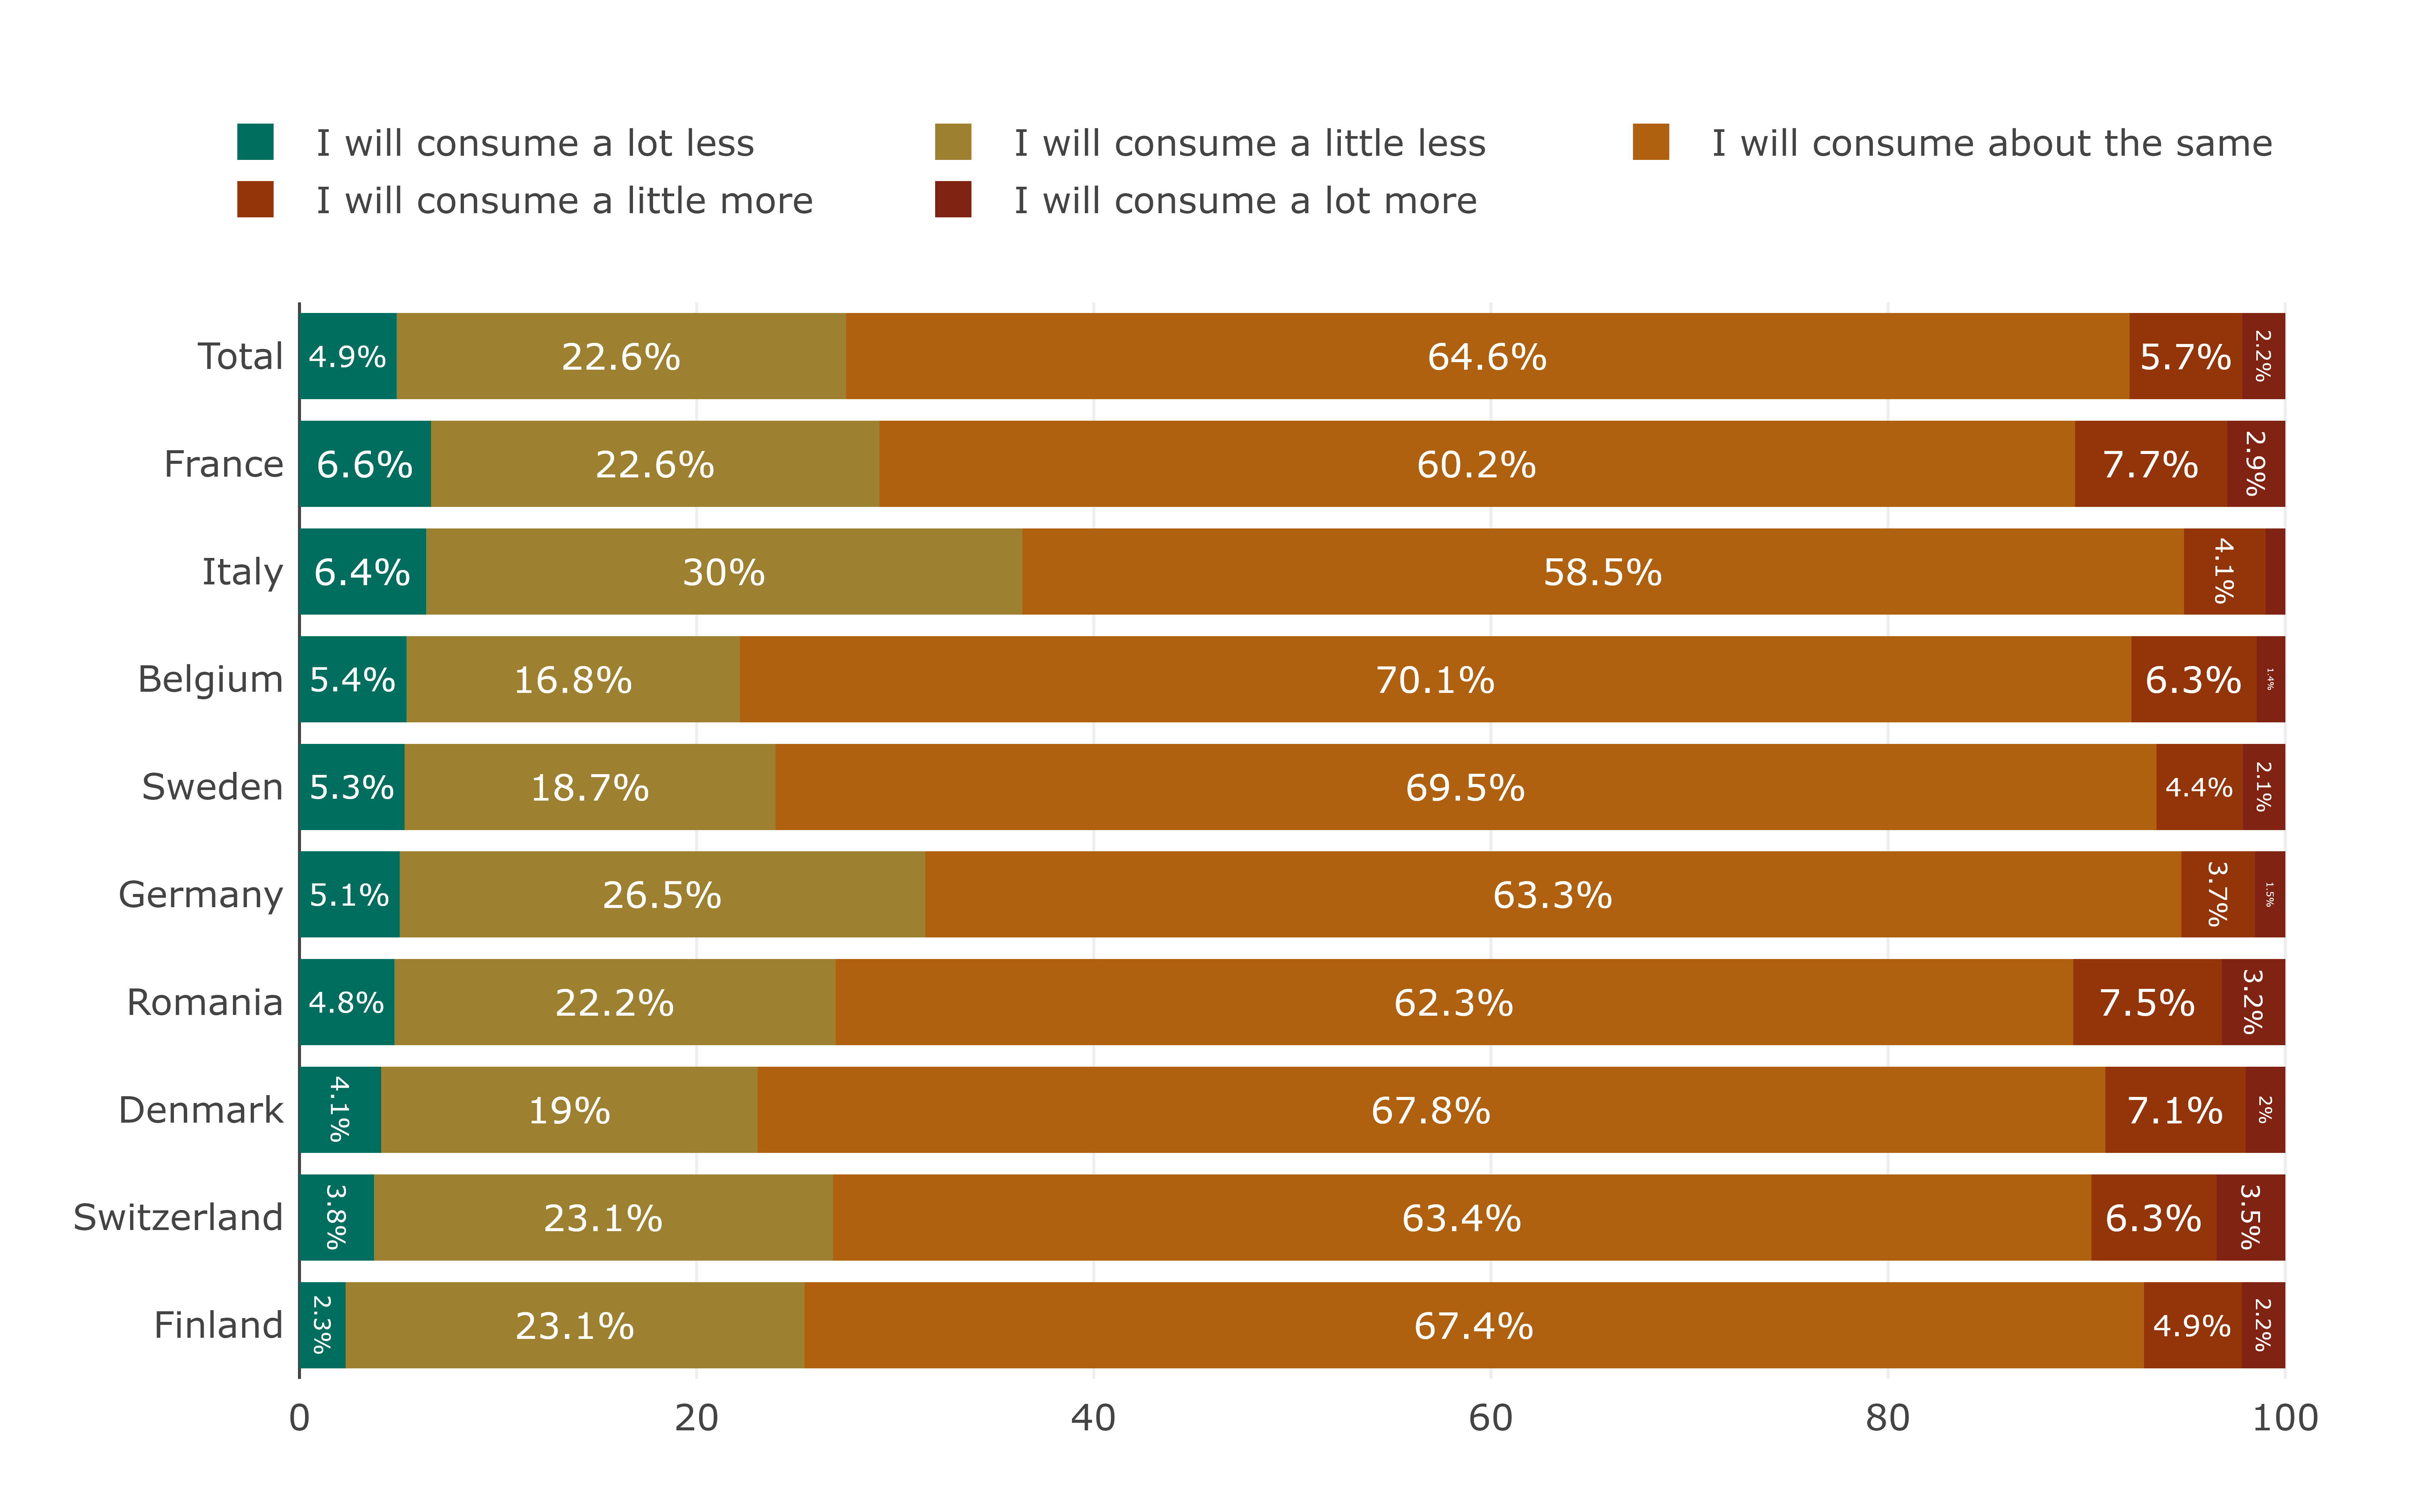 I will consume a lot less I will consume a little less I will consume about the same
I will consume a little more I will consume a lot more
Total 4.9% 22.6% 64.6% 5.7% 2.2%
France 6.6% 22.6% 60.2% 7.7% 2.9%
Italy 6.4% 30% 58.5% 4.1%
Belgium 5.4% 16.8% 70.1% 6.3% 1.4%
Sweden 5.3% 18.7% 69.5% 4.4% 2.1%
Germany 5.1% 26.5% 63.3% 3.7% 1.5%
Romania 4.8% 22.2% 62.3% 7.5% 3.2%
Denmark 4.1% 19% 67.8% 7.1% 2%
Switzerland 3.8% 23.1% 63.4% 6.3% 3.5%
Finland 2.3% 23.1% 67.4% 4.9% 2.2%
0 20 40 60 80 100